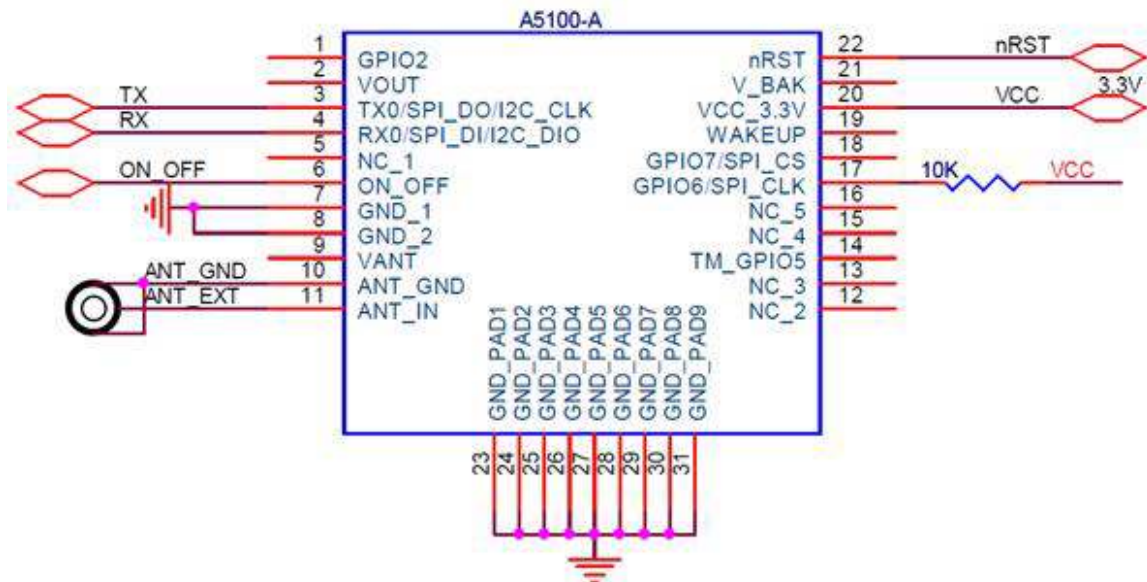 A5100-A
1 GPIO2
2 VOUT
TX 3 TX0/SPI_DO/I2C_CLK
RX 4 RX0/SPI_DI/I2C_DIO
5 NC_1
ON_OFF 6 ON_OFF
7 GND_1
8 GND_2
9 VANT
ANT_GND 10 ANT_GND
ANT_EXT 11 ANT_IN
nRST 22 nRST
V_BAK 21
VCC_3.3V 20 VCC 3.3V
WAKEUP 19
GPIO7/SPI_CS 18
GPIO6/SPI_CLK 17 10K VCC
NC_5 16
NC_4 15
TM_GPIO5 14
NC_3 13
NC_2 12
GND_PAD1 23
GND_PAD2 24
GND_PAD3 25
GND_PAD4 26
GND_PAD5 27
GND_PAD6 28
GND_PAD7 29
GND_PAD8 30
GND_PAD9 31